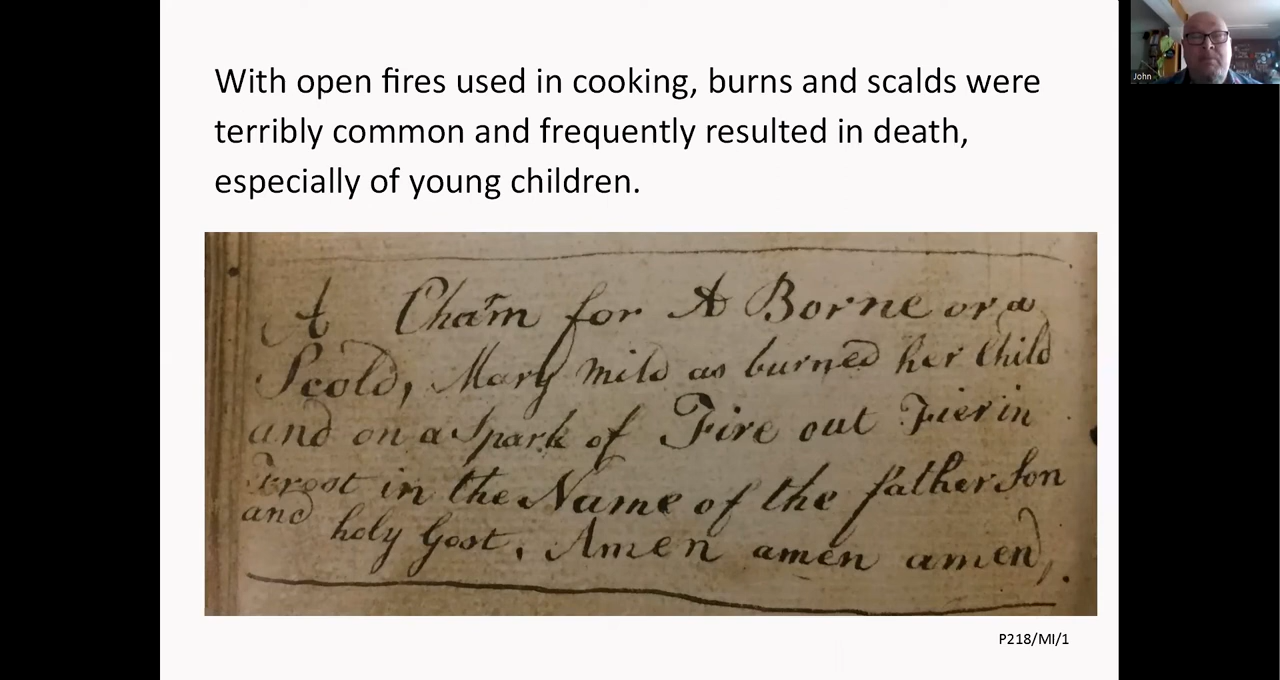 With open fires used in cooking, burns and scalds were
terribly common and frequently resulted in death,
especially of young children.
A Charm for A Borne or a
Scold, Mary mild as burned her Child
and on a Spark of Fire out Fier in
Frost in the Name of the father Son
and holy Gost, Amen amen amen,.
P218/MI/1
John